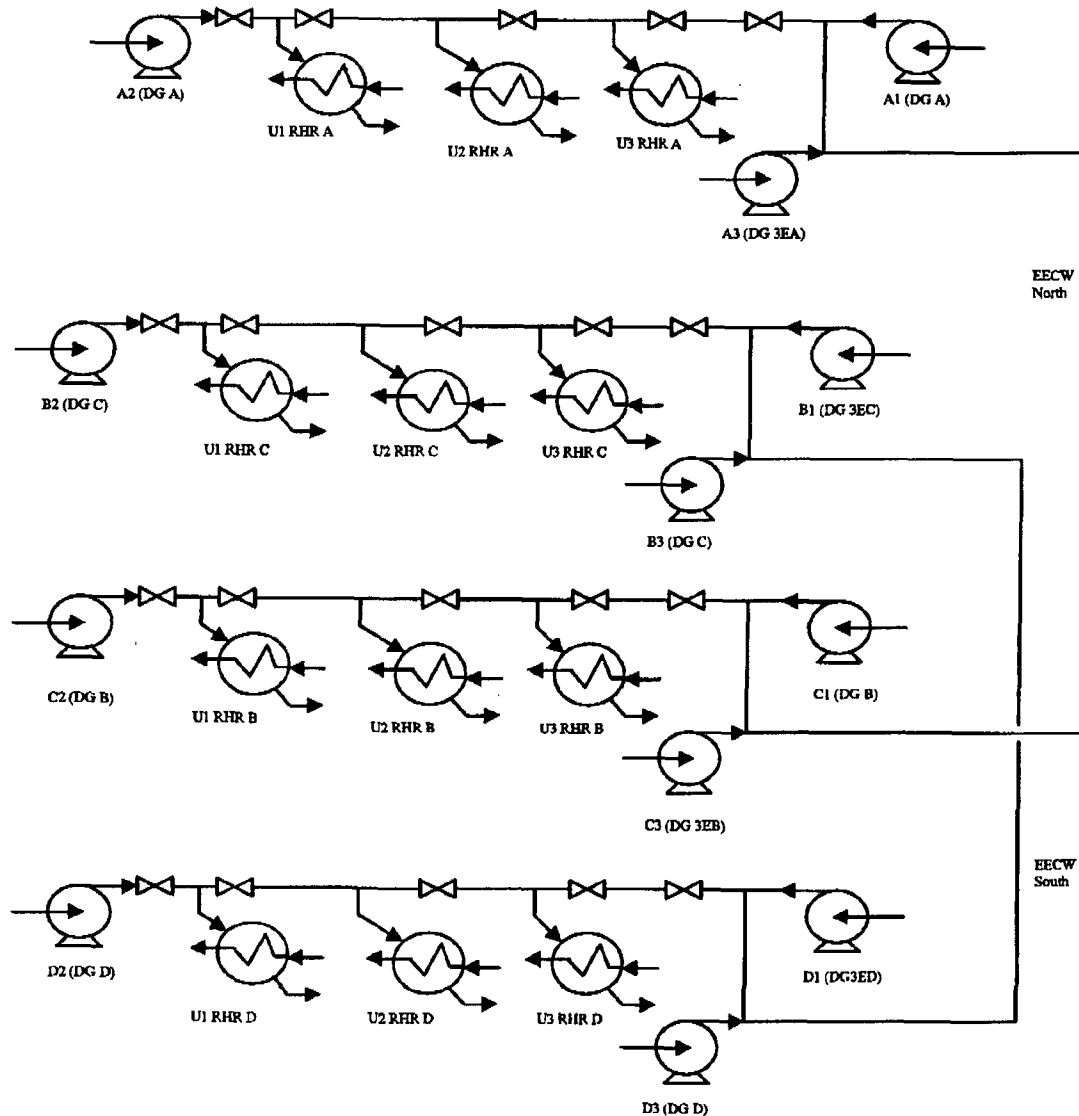 A2 (DG A)
A1 (DG A)
U1 RHR A
U2 RHR A
U3 RHR A
A3 (DG 3EA)
EECW
North
B2 (DG C)
B1 (DG 3EC)
U1 RHR C
U2 RHR C
U3 RHR C
B3 (DG C)
C2 (DG B)
C1 (DG B)
U1 RHR B
U2 RHR B
U3 RHR B
C3 (DG 3EB)
EECW
South
D2 (DG D)
D1 (DG3ED)
U1 RHR D
U2 RHR D
U3 RHR D
D3 (DG D)